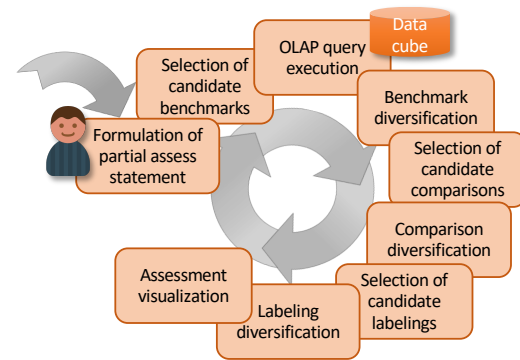 Formulation of
partial assess
statement
Selection of
candidate
benchmarks
OLAP query
execution
Data
cube
Benchmark
diversification
Selection of
candidate
comparisons
Comparison
diversification
Selection of
candidate
labelings
Labeling
diversification
Assessment
visualization